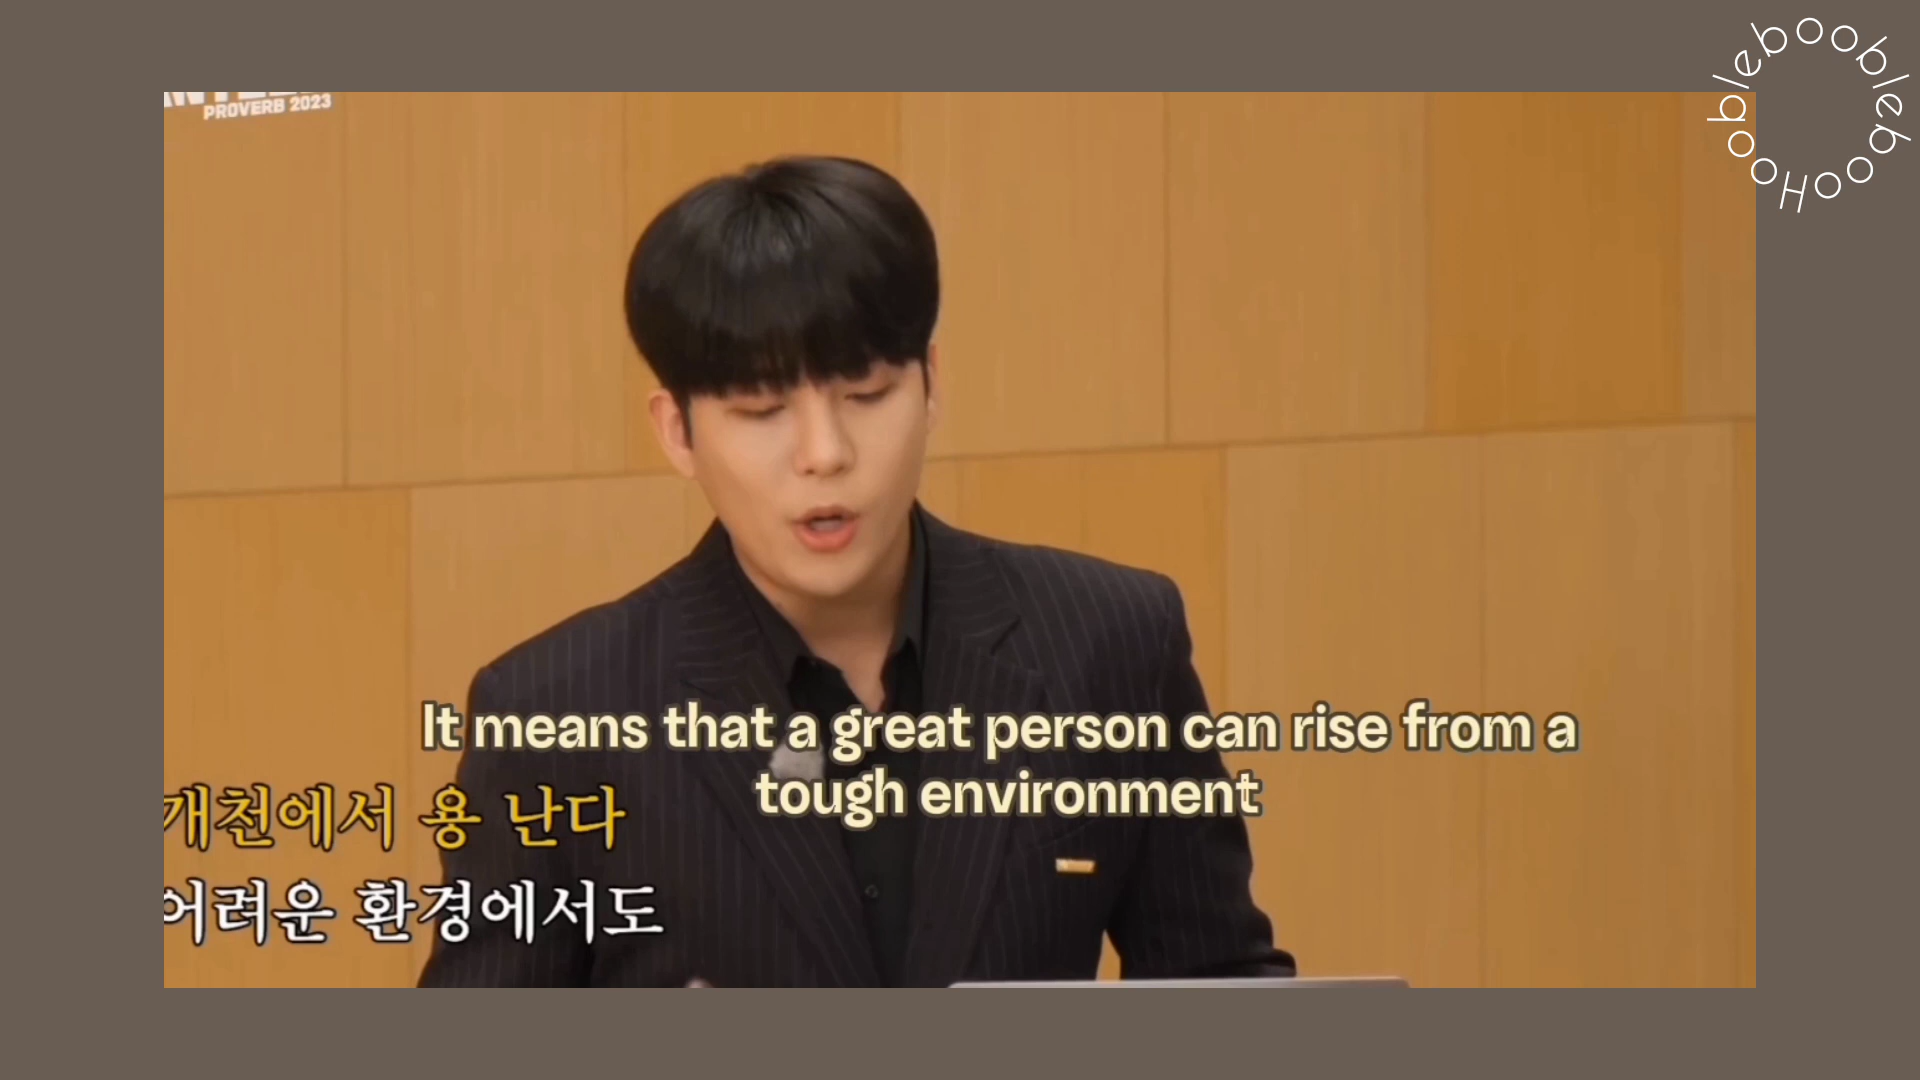 PROVERB 2023
Hoobleboobleboobleboo
It means that a great person can rise from a
tough environment
개천에서 용 난다
어려운 환경에서도